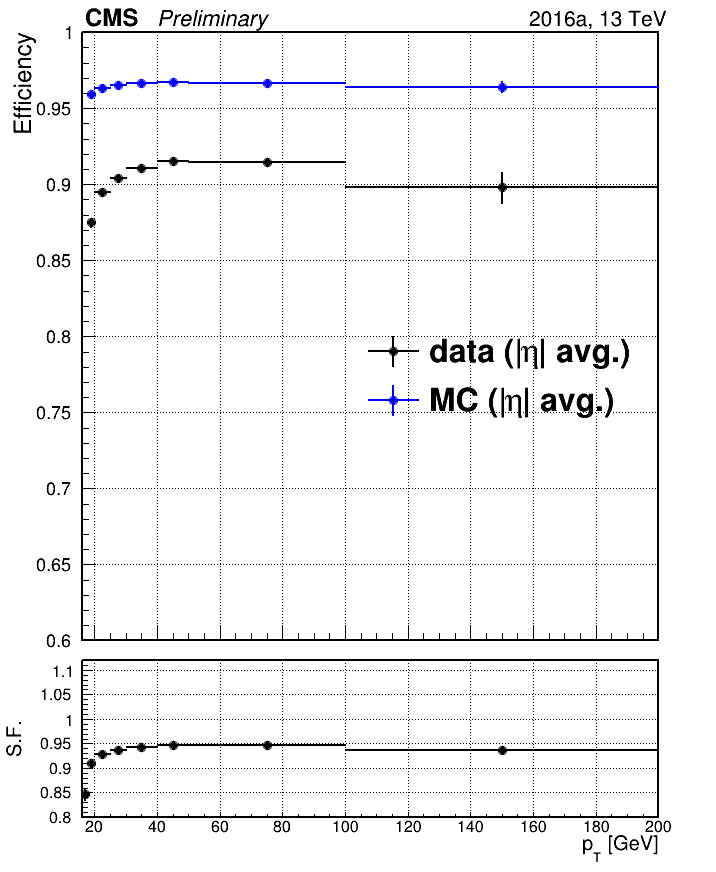 CMS Preliminary 2016a, 13 TeV
Efficiency
1
0.95
0.9
0.85
0.8
0.75
0.7
0.65
0.6
data (|η| avg.)
MC (|η| avg.)
S.F.
1.1
1.05
1
0.95
0.9
0.85
0.8
20 40 60 80 100 120 140 160 180 200
p_T [GeV]